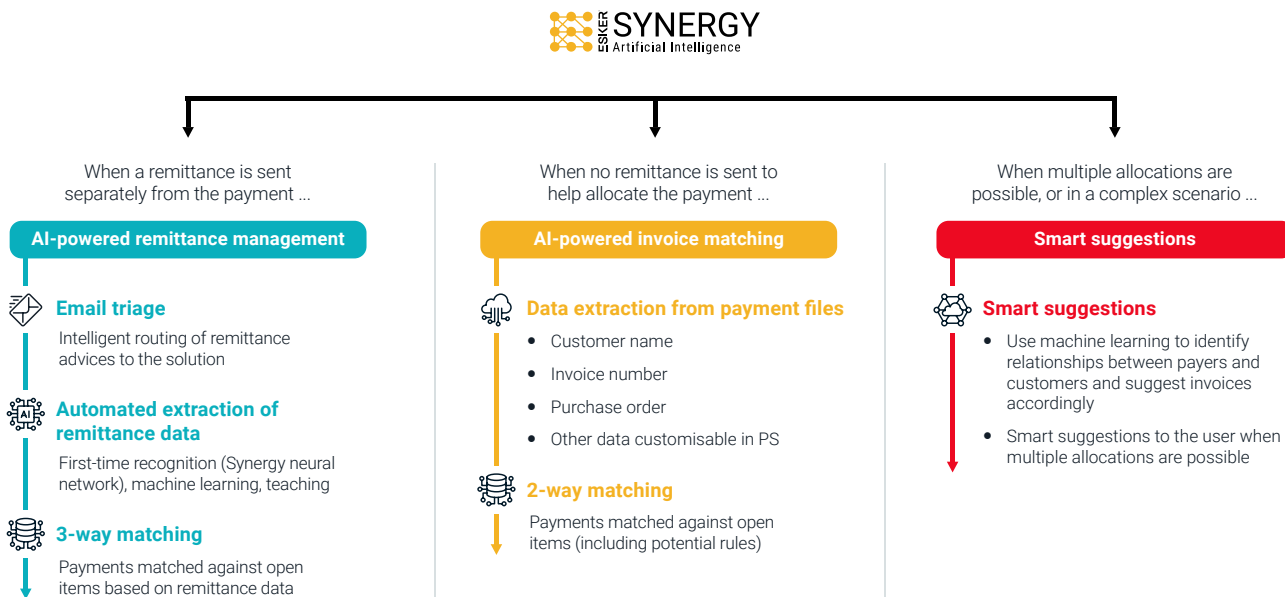 ESKER
SYNERGY
Artificial Intelligence
When a remittance is sent
separately from the payment ...
AI-powered remittance management
Email triage
Intelligent routing of remittance
advices to the solution
AI
Automated extraction of
remittance data
First-time recognition (Synergy neural
network), machine learning, teaching
3-way matching
Payments matched against open
items based on remittance data
When no remittance is sent to
help allocate the payment ...
AI-powered invoice matching
Data extraction from payment files
• Customer name
• Invoice number
• Purchase order
• Other data customisable in PS
2-way matching
Payments matched against open
items (including potential rules)
When multiple allocations are
possible, or in a complex scenario ...
Smart suggestions
Smart suggestions
• Use machine learning to identify
relationships between payers and
customers and suggest invoices
accordingly
• Smart suggestions to the user when
multiple allocations are possible